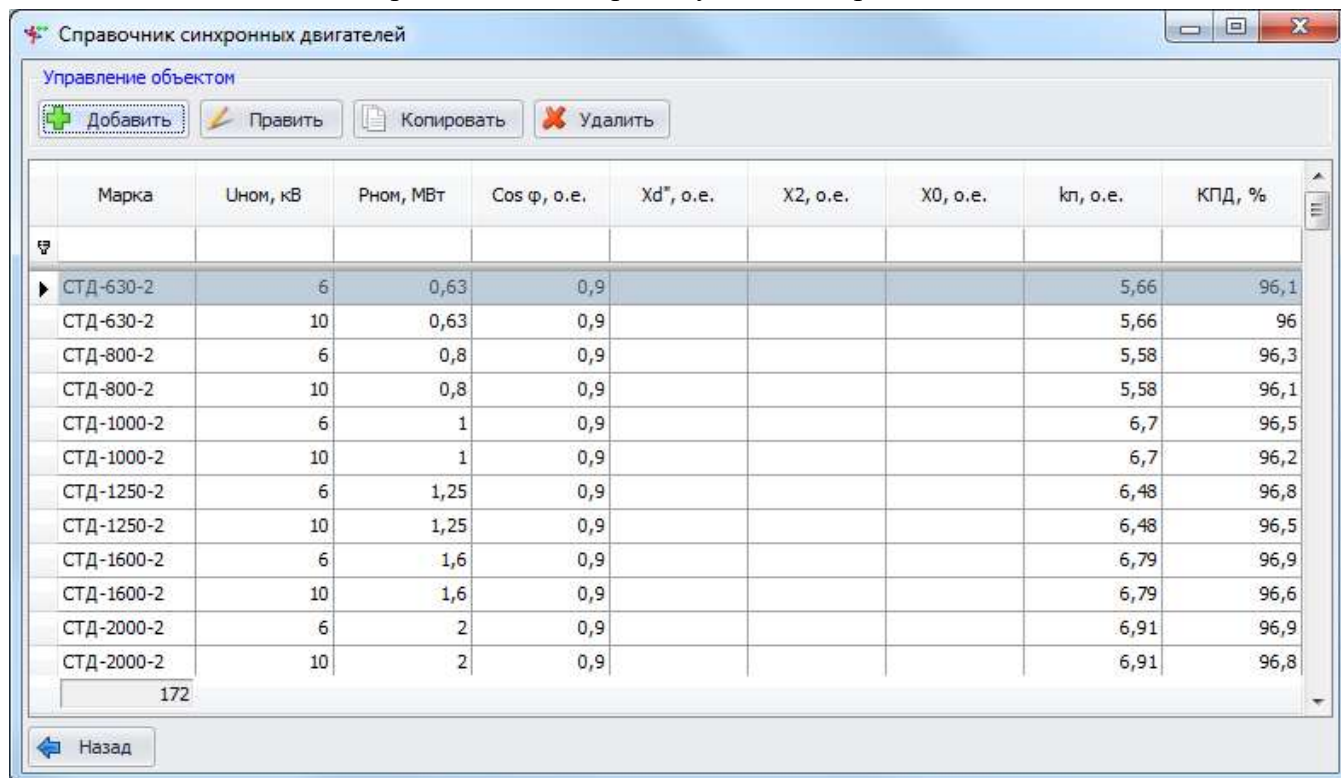 Справочник синхронных двигателей
Управление объектом
Добавить Править Копировать Удалить
Марка Uном, кВ Pном, МВт Cos φ, о.е. Xd", о.е. X2, о.е. X0, о.е. kп, о.е. КПД, %
СТД-630-2 6 0,63 0,9 5,66 96,1
СТД-630-2 10 0,63 0,9 5,66 96
СТД-800-2 6 0,8 0,9 5,58 96,3
СТД-800-2 10 0,8 0,9 5,58 96,1
СТД-1000-2 6 1 0,9 6,7 96,5
СТД-1000-2 10 1 0,9 6,7 96,2
СТД-1250-2 6 1,25 0,9 6,48 96,8
СТД-1250-2 10 1,25 0,9 6,48 96,5
СТД-1600-2 6 1,6 0,9 6,79 96,9
СТД-1600-2 10 1,6 0,9 6,79 96,6
СТД-2000-2 6 2 0,9 6,91 96,9
СТД-2000-2 10 2 0,9 6,91 96,8
172
Назад